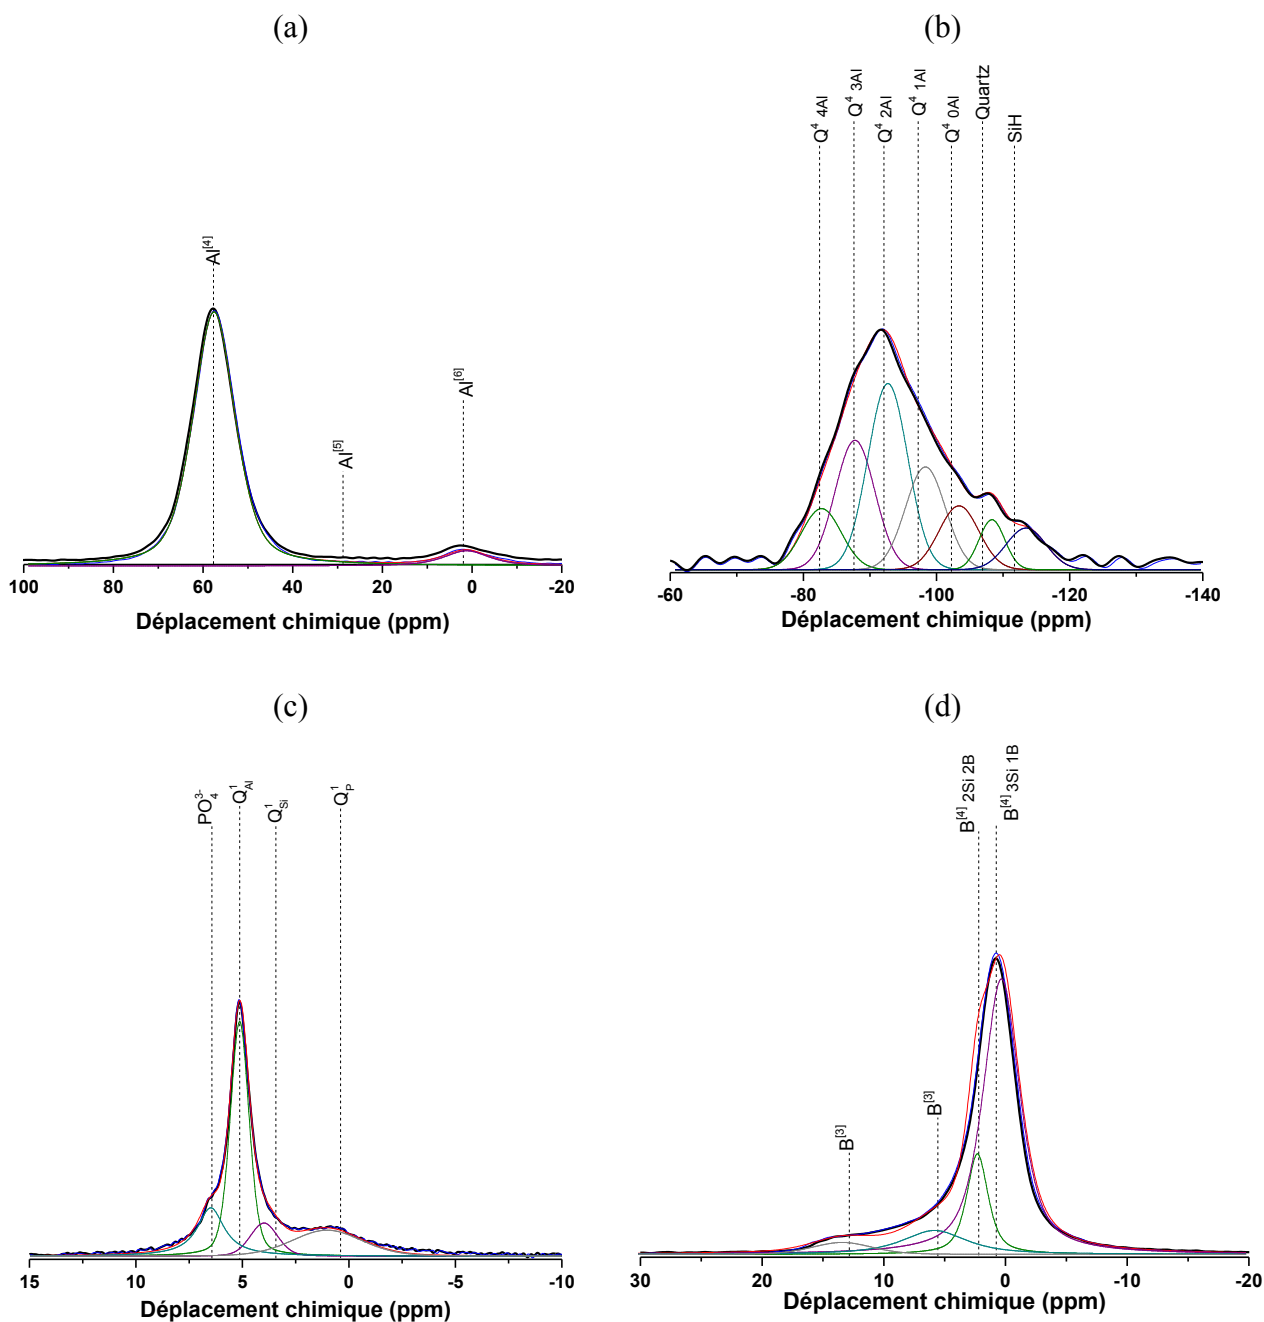 (a)
(b)
Q⁴ 4Al
Q⁴ 3Al
Q⁴ 2Al
Q⁴ 1Al
Q⁴ 0Al
Quartz
SiH
Al[4]
Al[5]
Al[6]
100 80 60 40 20 0 -20
Déplacement chimique (ppm)
-60 -80 -100 -120 -140
Déplacement chimique (ppm)
(c)
(d)
PO₄³⁻
Q¹Al
Q¹Si
Q¹P
B[4] 2Si 2B
B[4] 3Si 1B
B[3]
B[3]
15 10 5 0 -5 -10
Déplacement chimique (ppm)
30 20 10 0 -10 -20
Déplacement chimique (ppm)